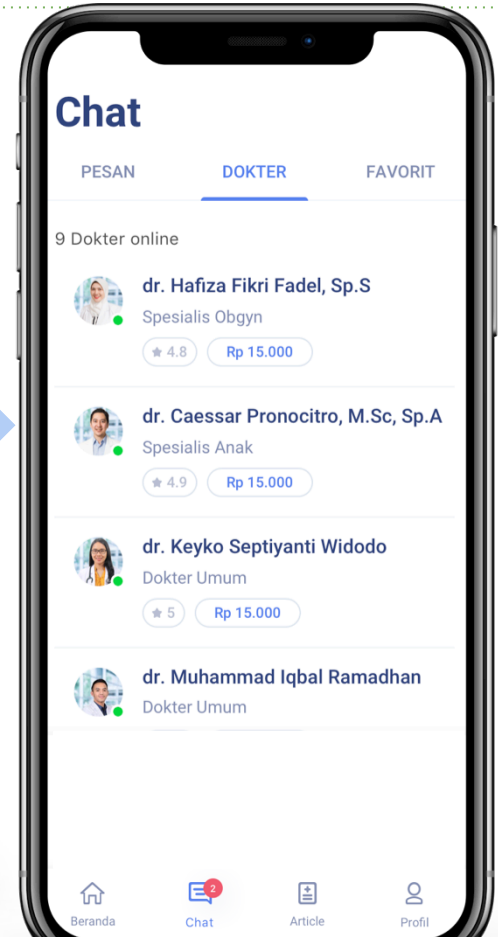 Chat
PESAN DOKTER FAVORIT
9 Dokter online
dr. Hafiza Fikri Fadel, Sp.S
Spesialis Obgyn
4.8 Rp 15.000
dr. Caessar Pronocitro, M.Sc, Sp.A
Spesialis Anak
4.9 Rp 15.000
dr. Keyko Septiyanti Widodo
Dokter Umum
5 Rp 15.000
dr. Muhammad Iqbal Ramadhan
Dokter Umum
2
Beranda Chat Article Profil